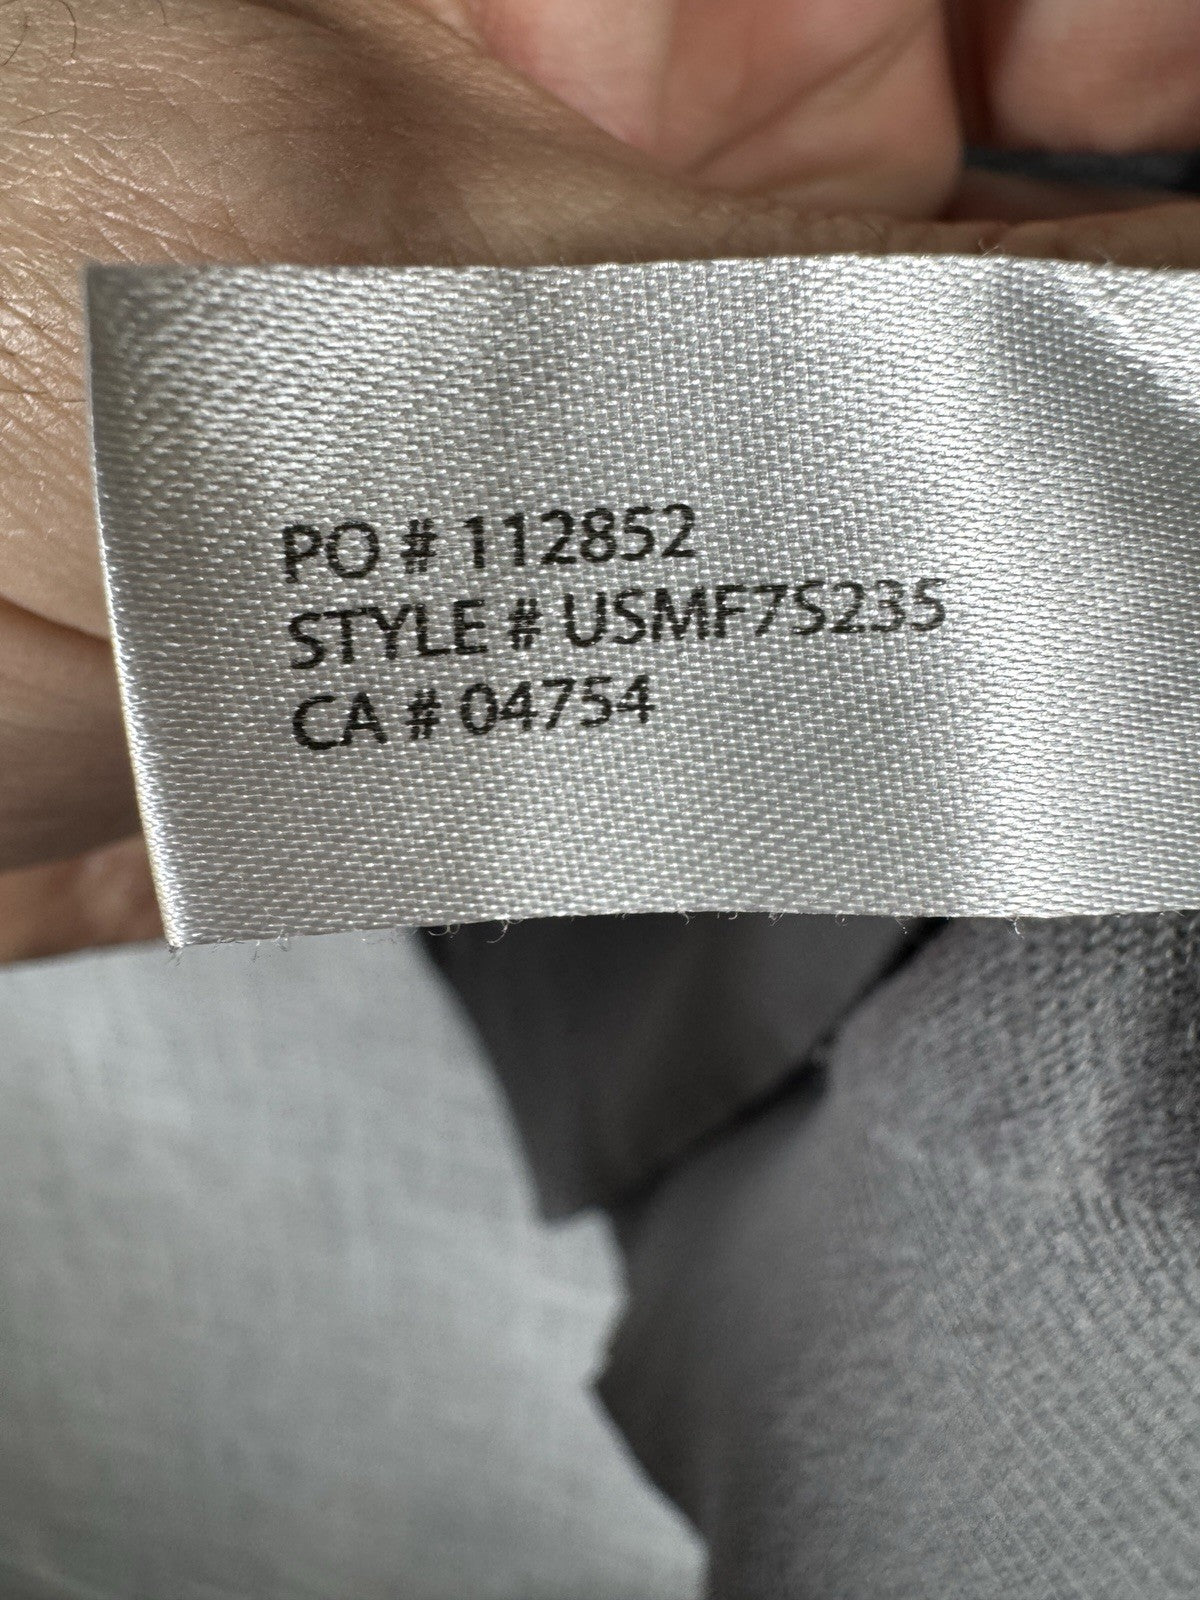 PO # 112852
STYLE # USMF7S235
CA # 04754